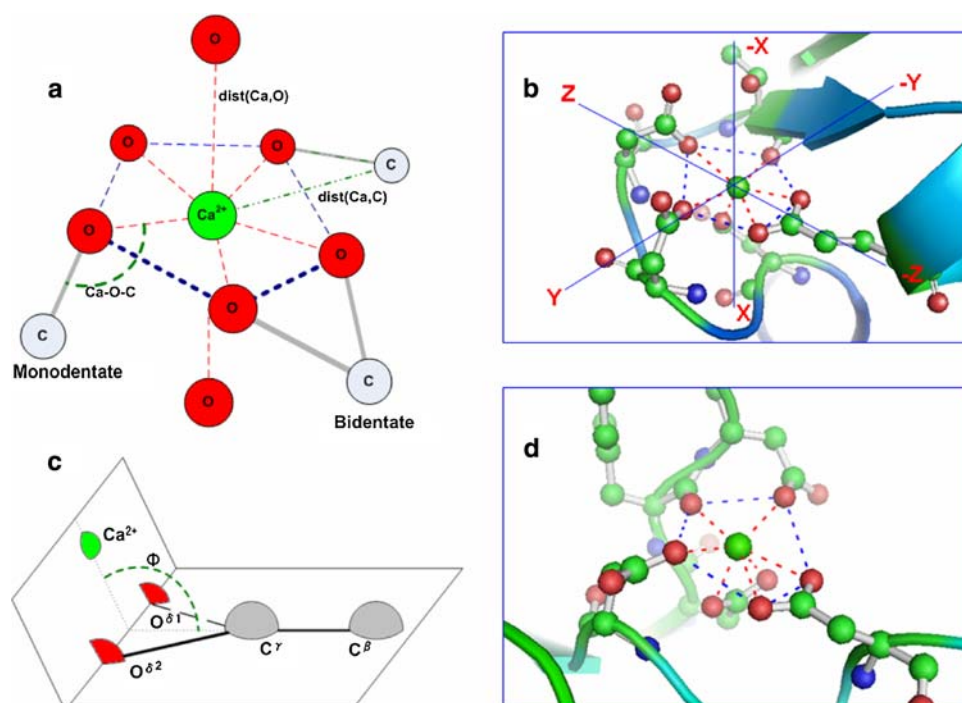 a
O
dist(Ca,O)
O
O
C
dist(Ca,C)
Ca2+
O
O
Ca-O-C
O
C
Monodentate
C
O
Bidentate
b
-X
Z
-Y
Y
X
-Z
c
Ca2+
Φ
Oδ1
Oδ2
Cγ
Cβ
d